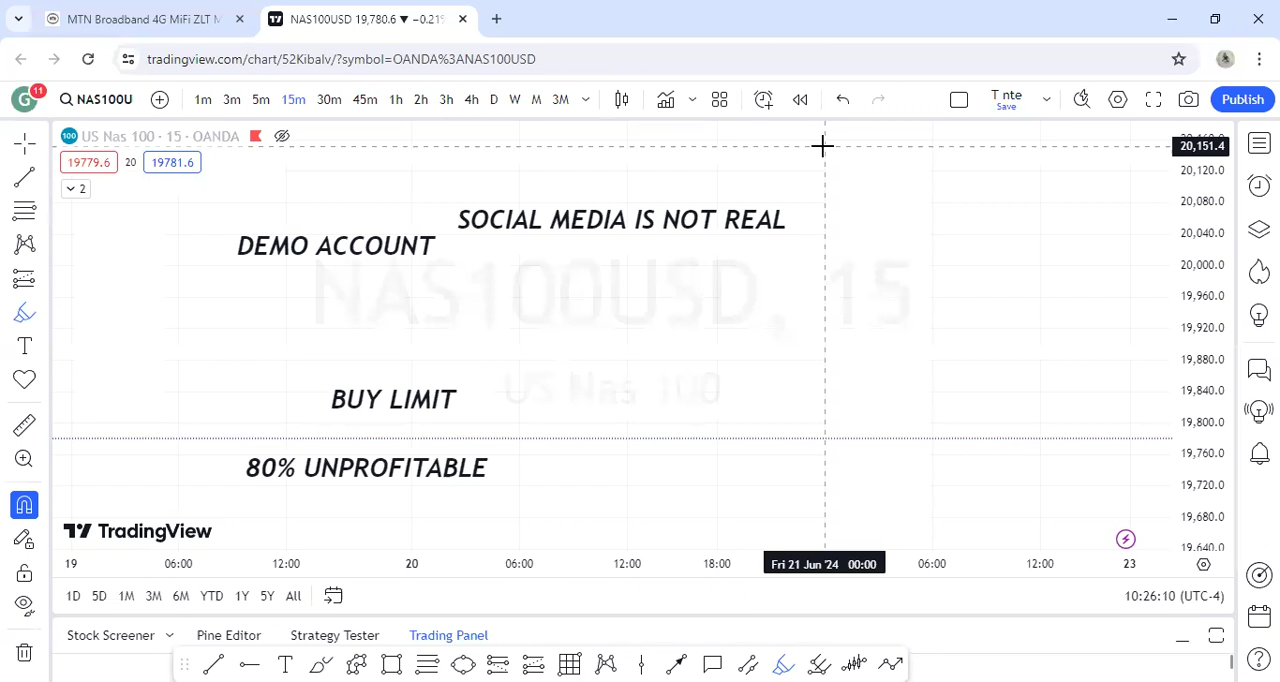 MTN Broadband 4G MiFi ZLT M
NAS100USD 19,780.6 ▼ −0.21%
tradingview.com/chart/52Kibalv/?symbol=OANDA%3ANAS100USD
G 11 NAS100U 1m 3m 5m 15m 30m 45m 1h 2h 3h 4h D W M 3M T nte Save Publish
100 US Nas 100 · 15 · OANDA
19779.6 20 19781.6
2
SOCIAL MEDIA IS NOT REAL
DEMO ACCOUNT
NAS100USD, 15
US Nas 100
BUY LIMIT
80% UNPROFITABLE
TradingView
20,160.0
20,151.4
20,120.0
20,080.0
20,040.0
20,000.0
19,960.0
19,920.0
19,880.0
19,840.0
19,800.0
19,760.0
19,720.0
19,680.0
19,640.0
19 06:00 12:00 20 06:00 12:00 18:00 Fri 21 Jun '24 00:00 06:00 12:00 23
1D 5D 1M 3M 6M YTD 1Y 5Y All 10:26:10 (UTC-4)
Stock Screener Pine Editor Strategy Tester Trading Panel